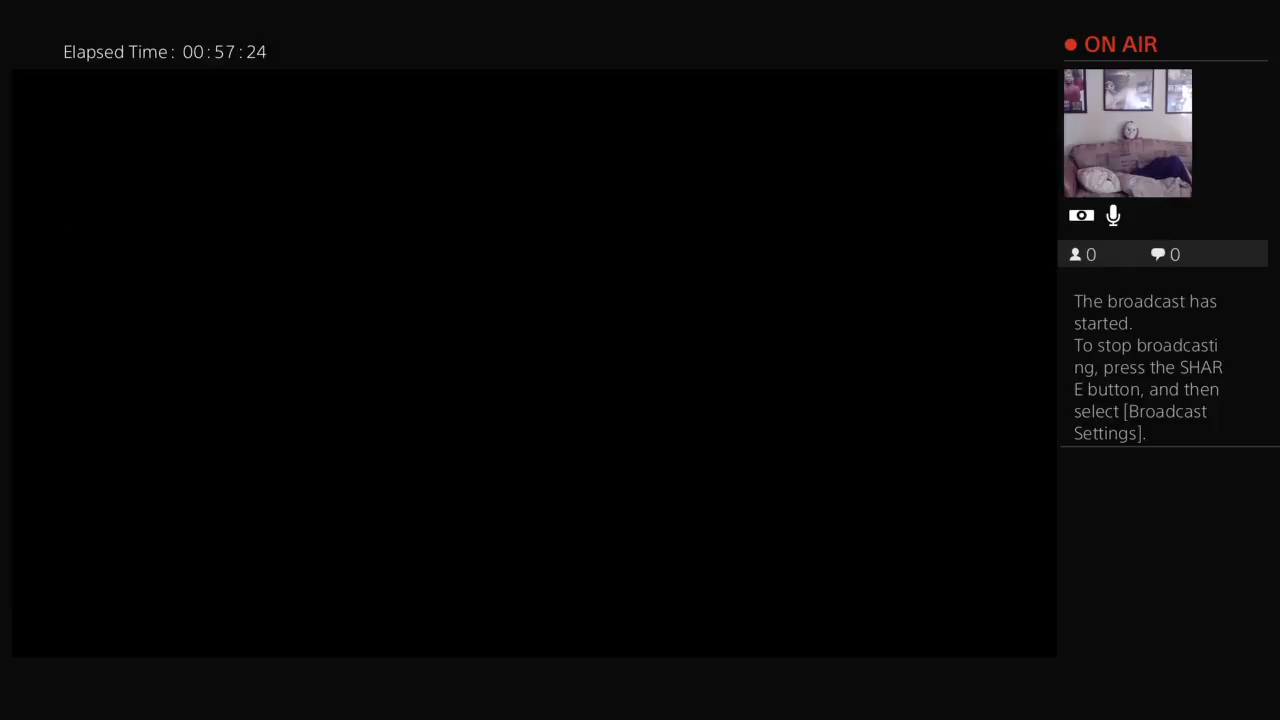 Elapsed Time: 00:57:24
ON AIR
0 0
The broadcast has
started.
To stop broadcasti
ng, press the SHAR
E button, and then
select [Broadcast
Settings].